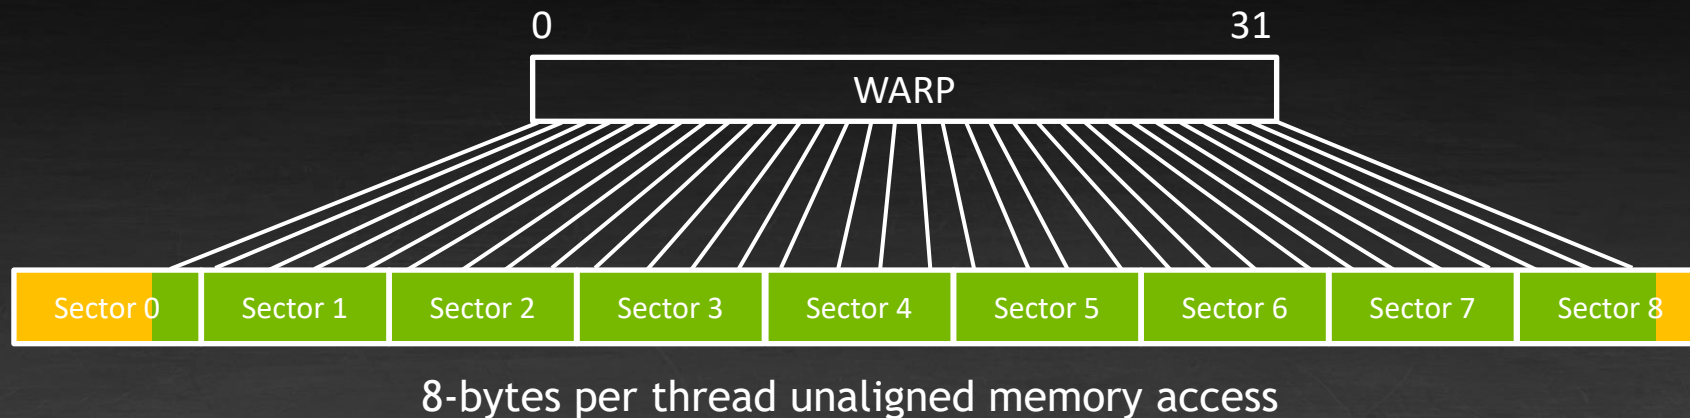 0 31
WARP
Sector 0 Sector 1 Sector 2 Sector 3 Sector 4 Sector 5 Sector 6 Sector 7 Sector 8
8-bytes per thread unaligned memory access